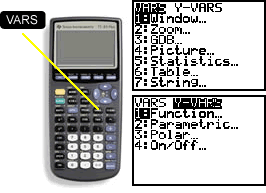 VARS
VARS Y-VARS
1:Window…
2:Zoom…
3:GDB…
4:Picture…
5:Statistics…
6:Table…
7:String…
VARS Y-VARS
1:Function…
2:Parametric…
3:Polar…
4:On/Off…